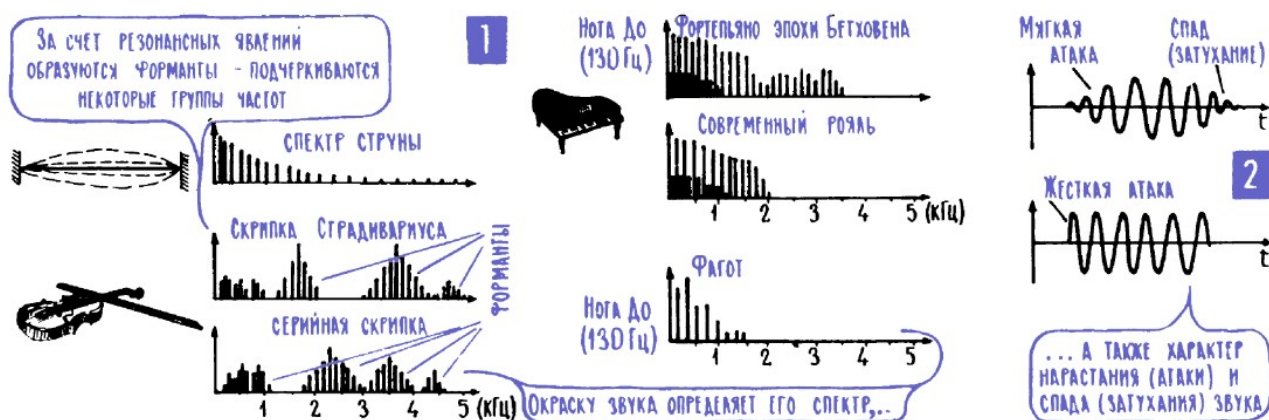 За счет резонансных явлений
образуются форманты - подчеркиваются
некоторые группы частот
1
Спектр струны
Скрипка Страдивариуса
Форманты
Серийная скрипка
1 2 3 4 5 (кГц)
Нота До
(130 Гц)
Фортепьяно эпохи Бетховена
Современный рояль
1 2 3 4 5 (кГц)
Фагот
Нота До
(130 Гц)
1 2 3 4 5
Окраску звука определяет его спектр,..
Мягкая
атака
Спад
(затухание)
t
2
Жесткая атака
t
...а также характер
нарастания (атаки) и
спада (затухания) звука